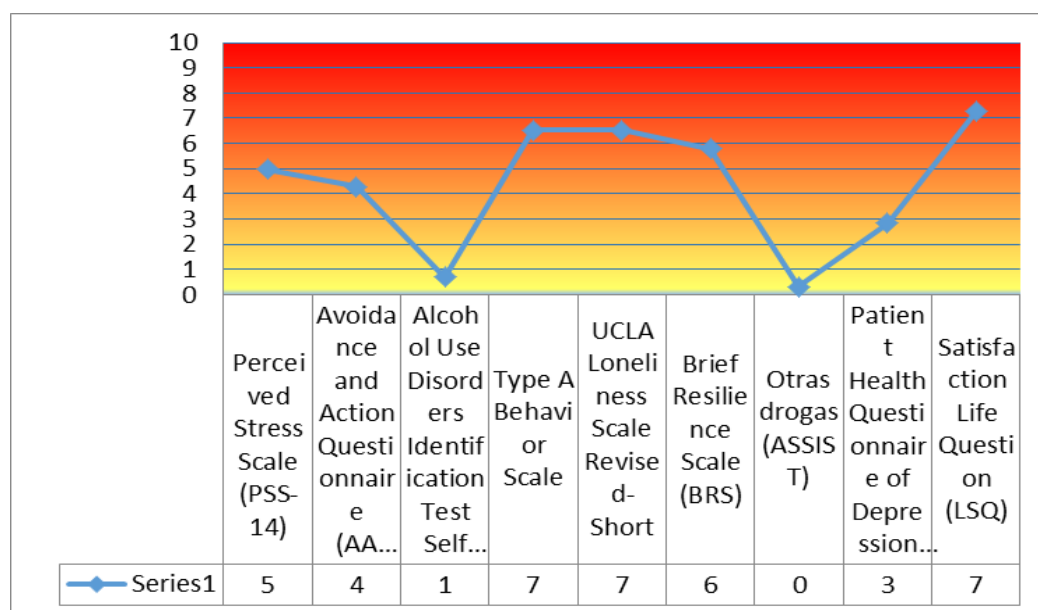 10
9
8
7
6
5
4
3
2
1
0
Percei
ved
Stress
Scale
(PSS-
14)
Avoida
nce
and
Action
Questi
onnair
e
(AA...
Alcoh
ol Use
Disord
ers
Identif
ication
Test
Self...
Type A
Behavi
or
Scale
UCLA
Loneli
ness
Scale
Revise
d-
Short
Brief
Resilie
nce
Scale
(BRS)
Otras
drogas
(ASSIS
T)
Patien
t
Health
Questi
onnair
e of
Depre
ssion...
Satisfa
ction
Life
Questi
on
(LSQ)
Series1 5 4 1 7 7 6 0 3 7